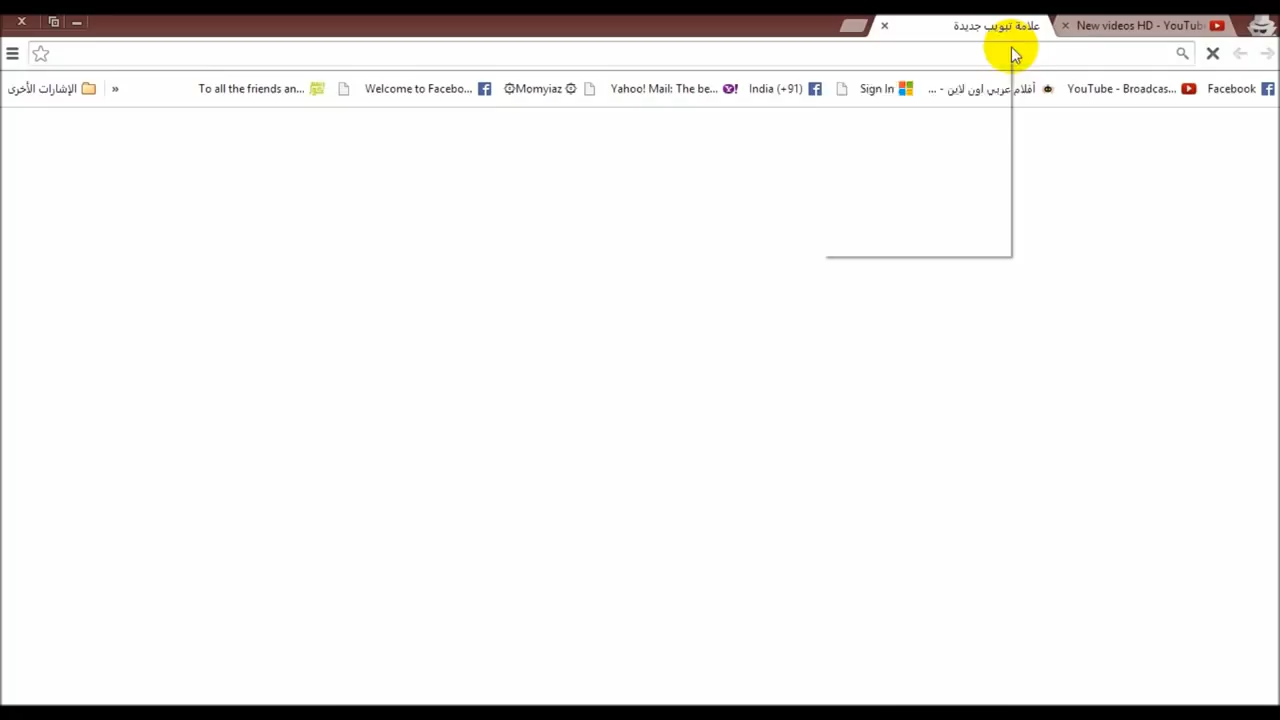 علامة تبويب جديدة
New videos HD - YouTub
الإشارات الأخرى
»
To all the friends an...
Welcome to Facebo...
۞Momyiaz ۞
Yahoo! Mail: The be...
India (+91)
Sign In
أفلام عربي اون لاين - ...
YouTube - Broadcas...
Facebook